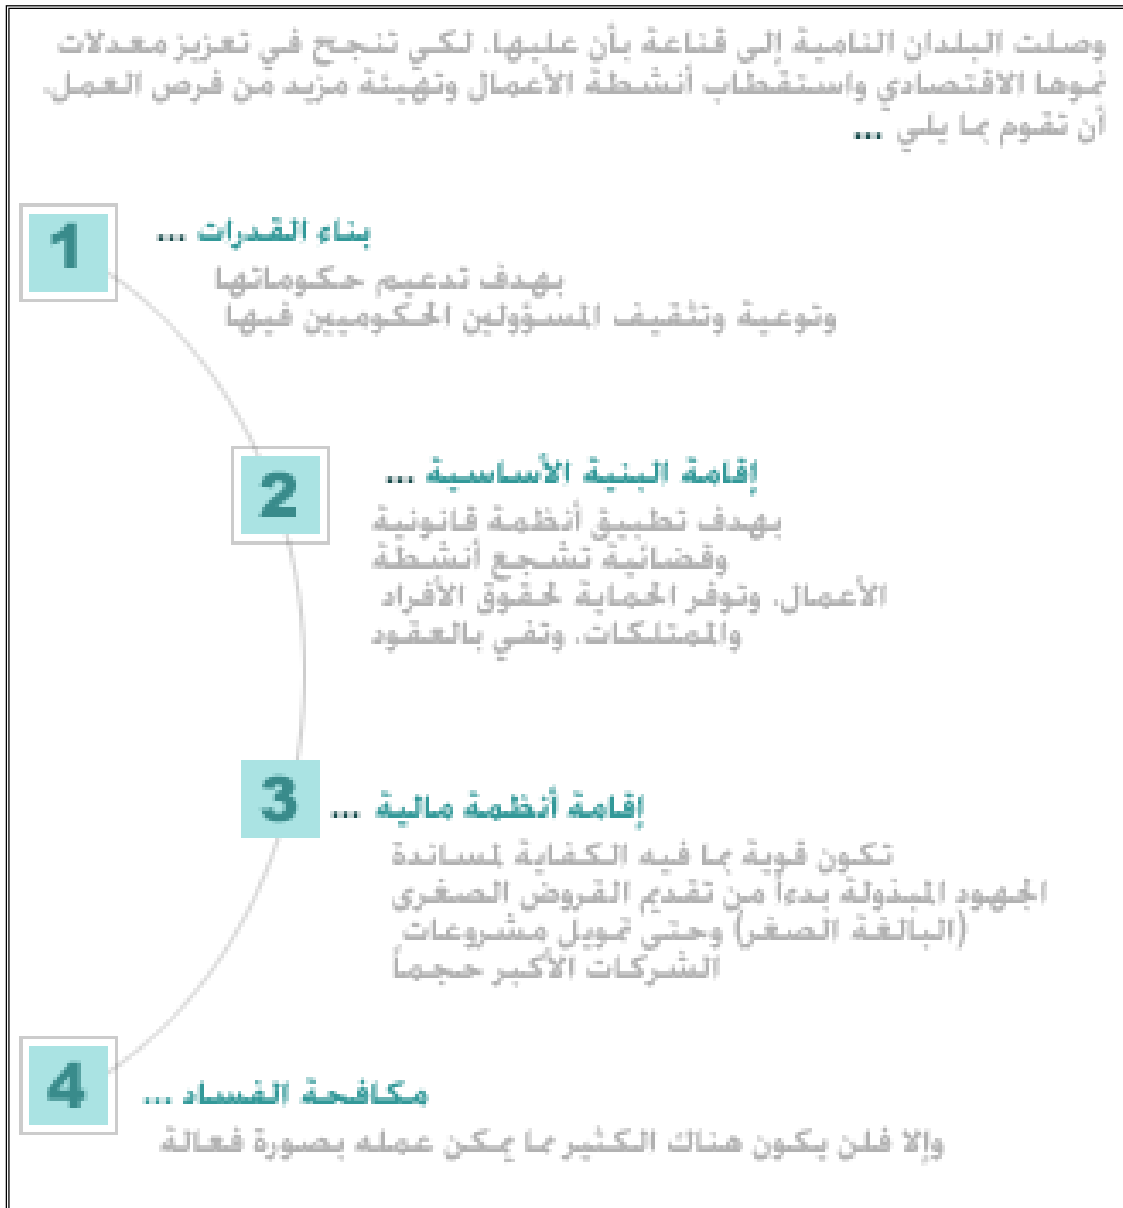 وصلت البلدان النامية إلى قناعة بأن عليها، لكي تنجح في تعزيز معدلات
نموها الاقتصادي واستقطاب أنشطة الأعمال وتهيئة مزيد من فرص العمل،
أن تقوم بما يلي ...
1
بناء القدرات ...
بهدف تدعيم حكوماتها
وتوعية وتثقيف المسؤولين الحكوميين فيها
2
إقامة البنية الأساسية ...
بهدف تطبيق أنظمة قانونية
وقضائية تشجع أنشطة
الأعمال، وتوفر الحماية لحقوق الأفراد
والممتلكات، وتفي بالعقود
3
إقامة أنظمة مالية ...
تكون قوية بما فيه الكفاية لمساندة
الجهود المبذولة بدءاً من تقديم القروض الصغرى
(البالغة الصغر) وحتى تمويل مشروعات
الشركات الأكبر حجماً
4
مكافحة الفساد ...
وإلا فلن يكون هناك الكثير مما يمكن عمله بصورة فعالة